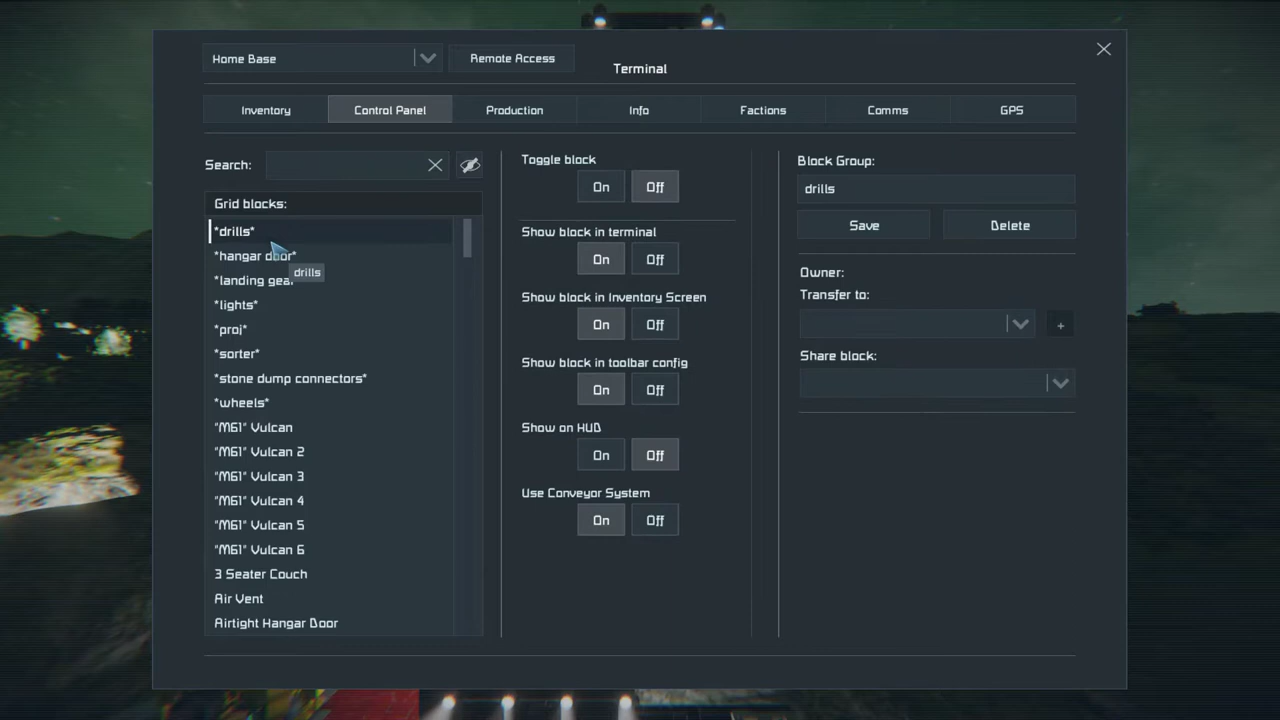 Home Base
Remote Access
Terminal
Inventory
Control Panel
Production
Info
Factions
Comms
GPS
Search:
Grid blocks:
*drills*
*hangar door*
drills
*landing gear*
*lights*
*proj*
*sorter*
*stone dump connectors*
*wheels*
"M61" Vulcan
"M61" Vulcan 2
"M61" Vulcan 3
"M61" Vulcan 4
"M61" Vulcan 5
"M61" Vulcan 6
3 Seater Couch
Air Vent
Airtight Hangar Door
Toggle block
On Off
Show block in terminal
On Off
Show block in Inventory Screen
On Off
Show block in toolbar config
On Off
Show on HUD
On Off
Use Conveyor System
On Off
Block Group:
drills
Save
Delete
Owner:
Transfer to:
+
Share block: